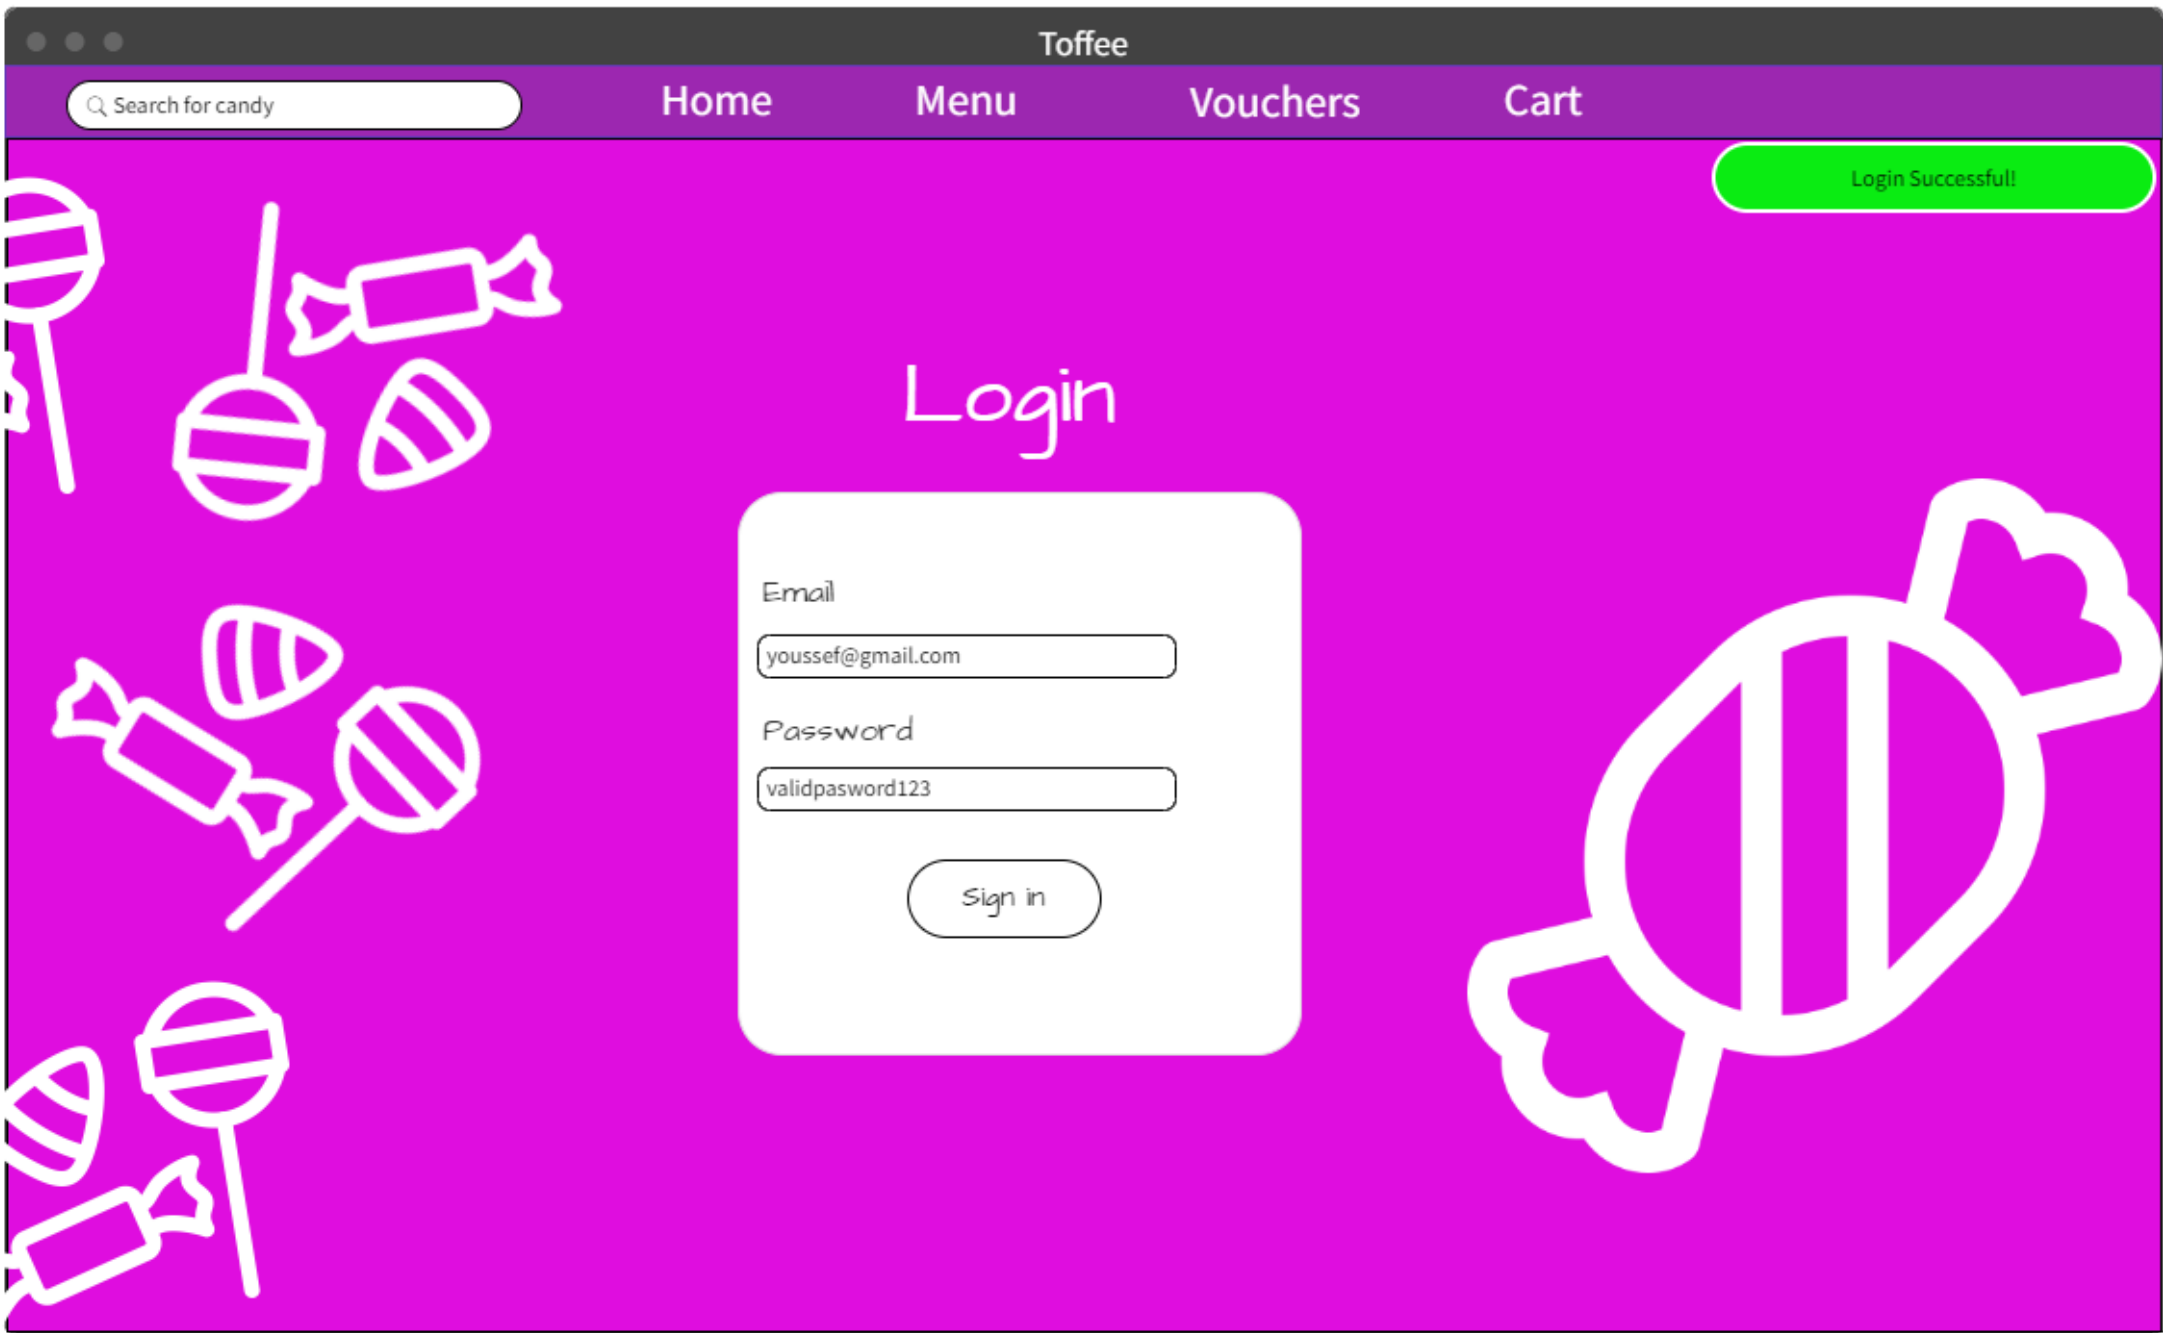 Toffee
Search for candy
Home Menu Vouchers Cart
Login Successful!
Login
Email
youssef@gmail.com
Password
validpasword123
Sign in